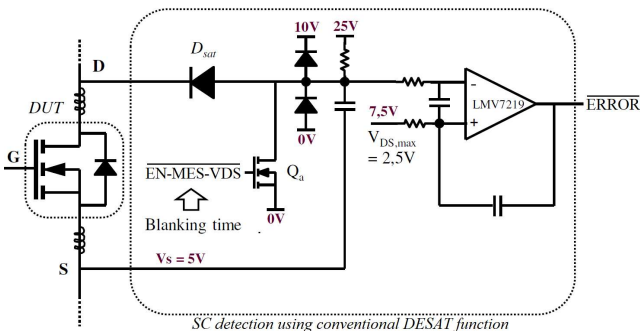 10V
25V
D
Dsat
DUT
G
0V
7,5V
VDS,max
= 2,5V
-
+
LMV7219
ERROR
EN-MES-VDS
Qa
0V
Blanking time
Vs = 5V
S
SC detection using conventional DESAT function